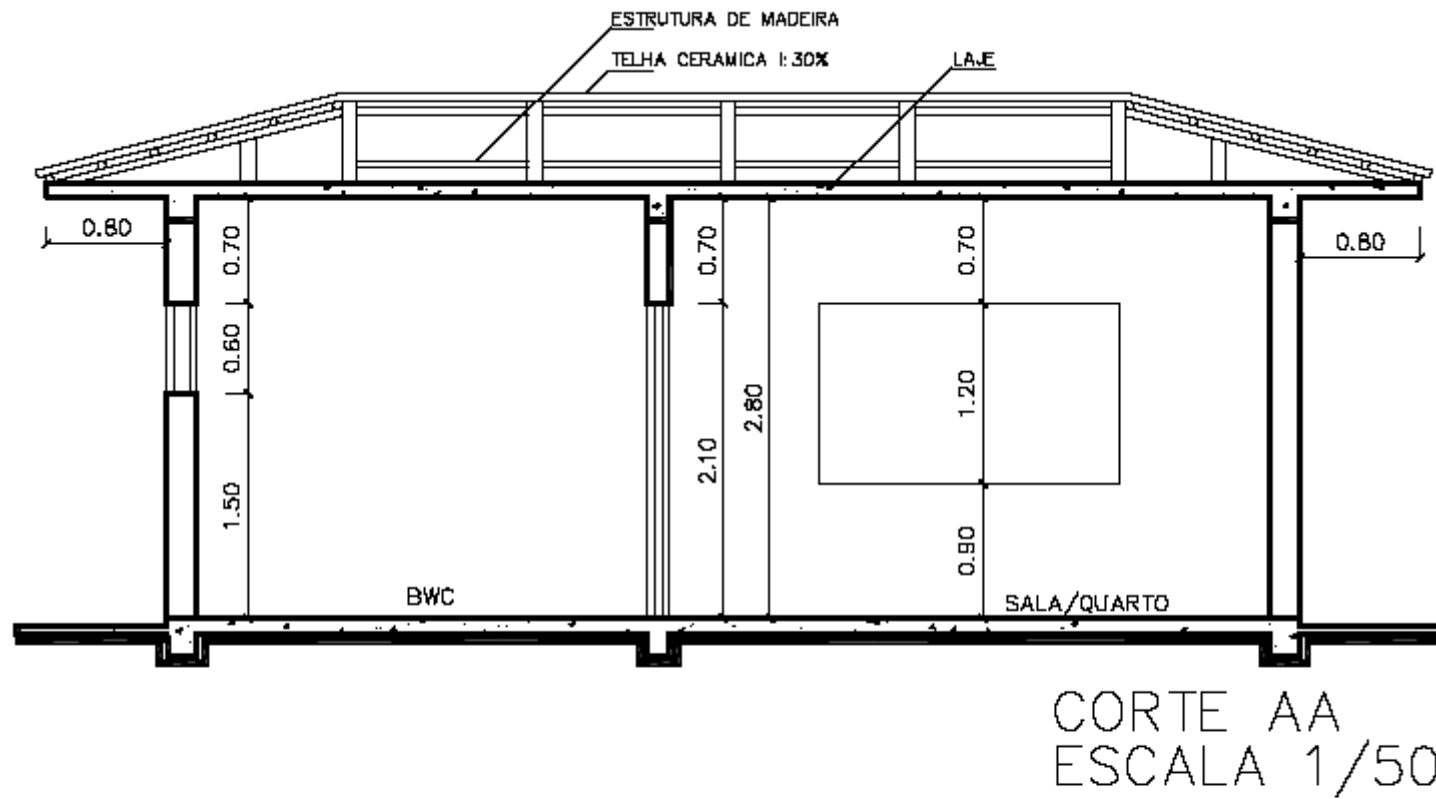 ESTRUTURA DE MADEIRA
TELHA CERAMICA I:30%
LAJE
0.80
0.70
0.70
0.70
0.80
0.60
1.20
2.80
2.10
1.50
0.90
BWC
SALA/QUARTO
CORTE AA
ESCALA 1/50